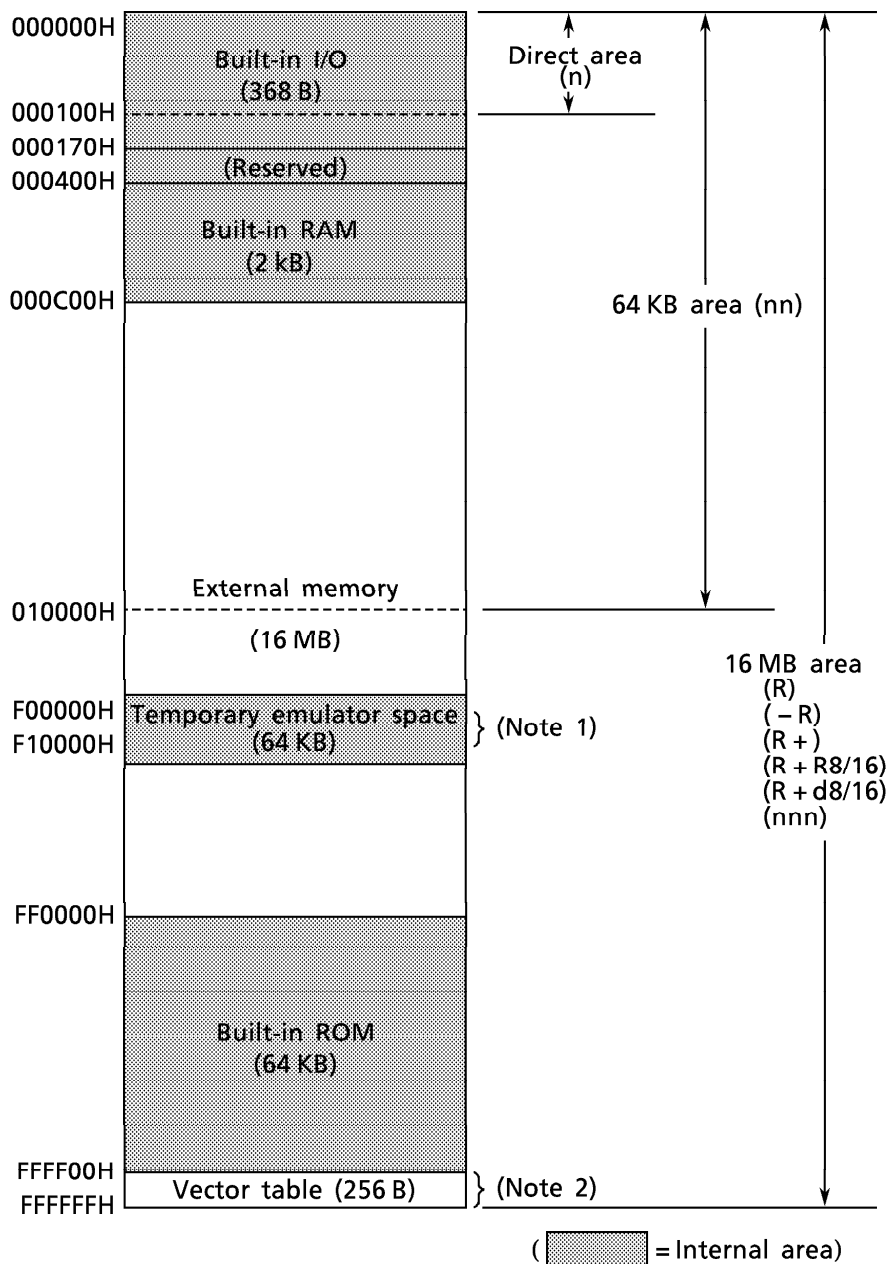 000000H
Built-in I/O
(368 B)
Direct area
(n)
000100H
000170H
(Reserved)
000400H
Built-in RAM
(2 kB)
000C00H
64 KB area (nn)
External memory
010000H
(16 MB)
16 MB area
(R)
(−R)
(R+)
(R + R8/16)
(R + d8/16)
(nnn)
F00000H
Temporary emulator space
(64 KB)
F10000H
} (Note 1)
FF0000H
Built-in ROM
(64 KB)
FFFF00H
Vector table (256 B)
} (Note 2)
FFFFFFH
( = Internal area)